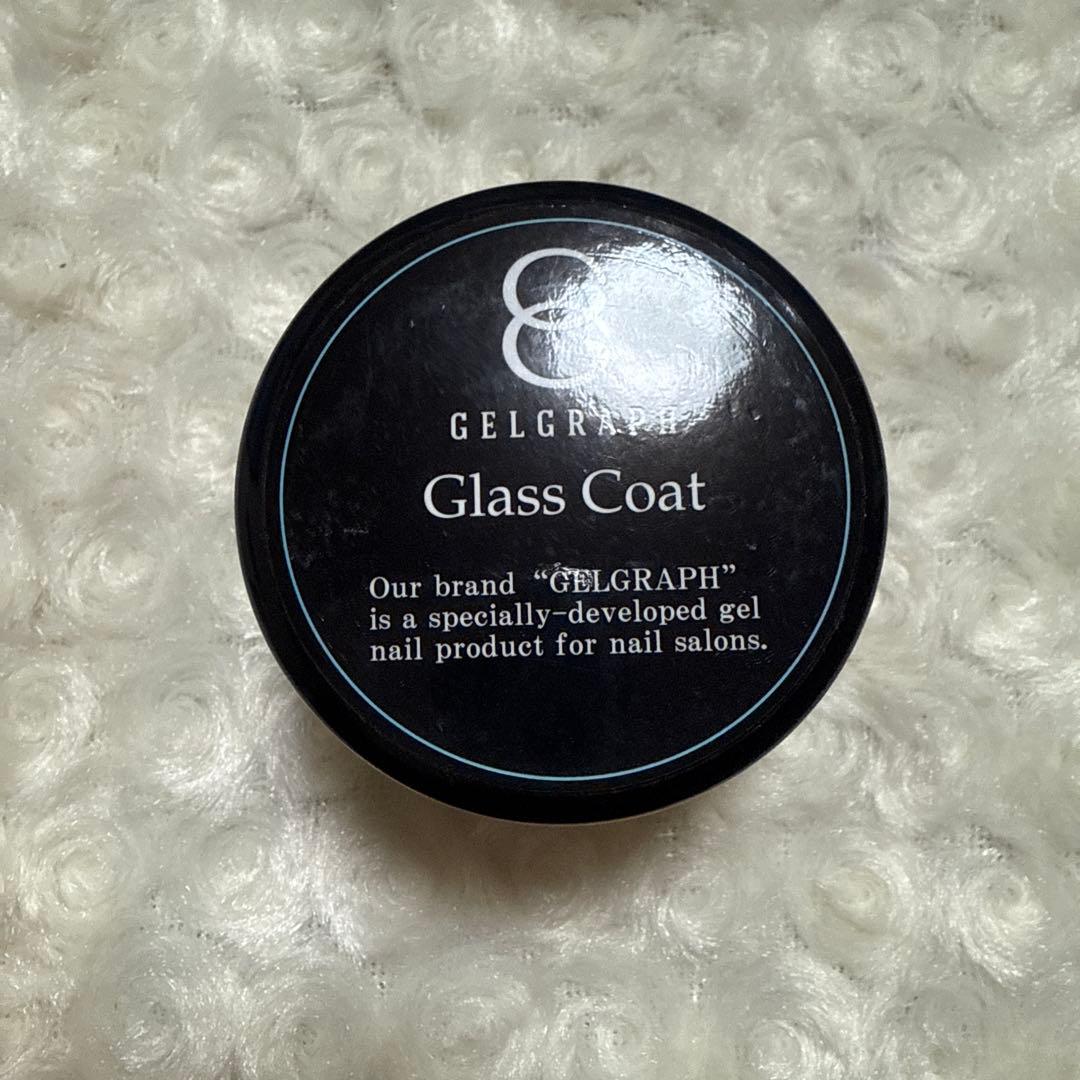 GELGRAPH
Glass Coat
Our brand “GELGRAPH”
is a specially-developed gel
nail product for nail salons.